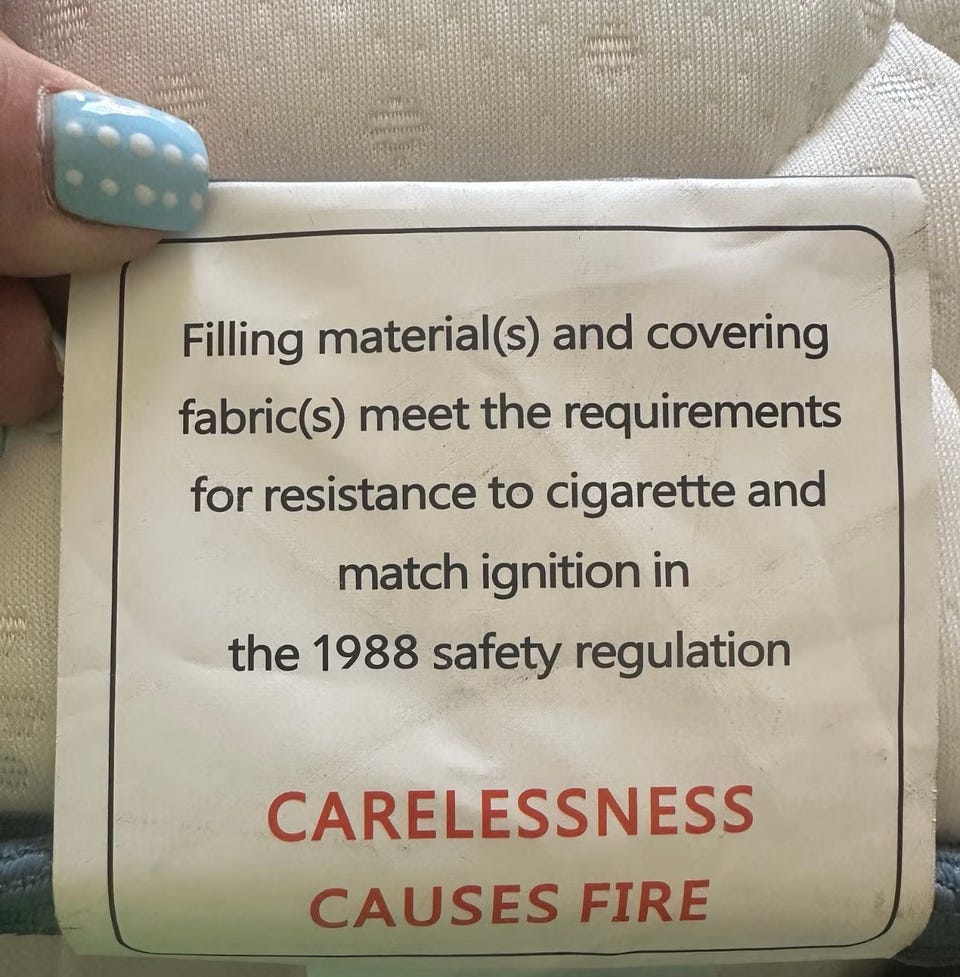 Filling material(s) and covering
fabric(s) meet the requirements
for resistance to cigarette and
match ignition in
the 1988 safety regulation
CARELESSNESS
CAUSES FIRE